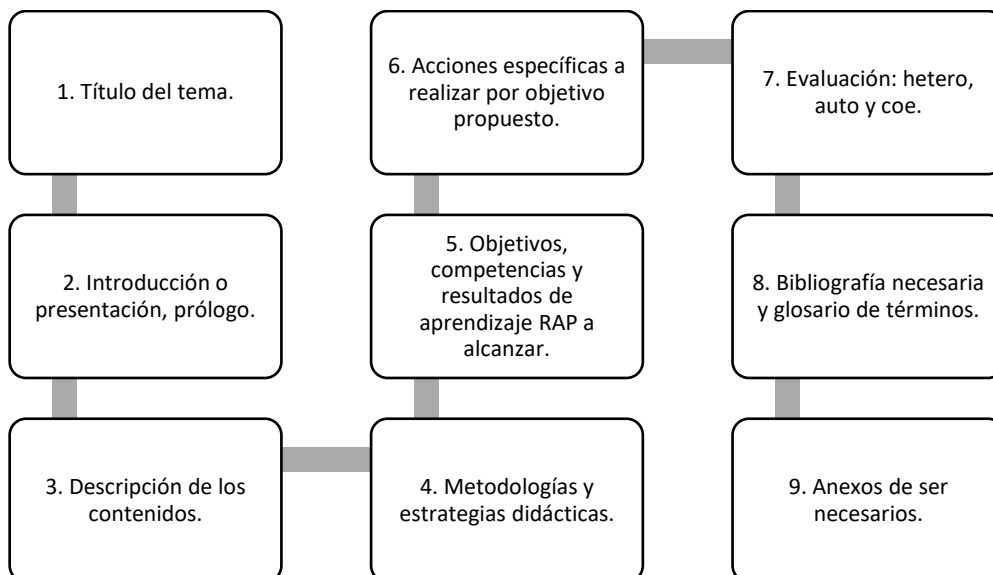 1. Título del tema.
2. Introducción o
presentación, prólogo.
3. Descripción de los
contenidos.
4. Metodologías y
estrategias didácticas.
5. Objetivos,
competencias y
resultados de
aprendizaje RAP a
alcanzar.
6. Acciones específicas a
realizar por objetivo
propuesto.
7. Evaluación: hetero,
auto y coe.
8. Bibliografía necesaria
y glosario de términos.
9. Anexos de ser
necesarios.